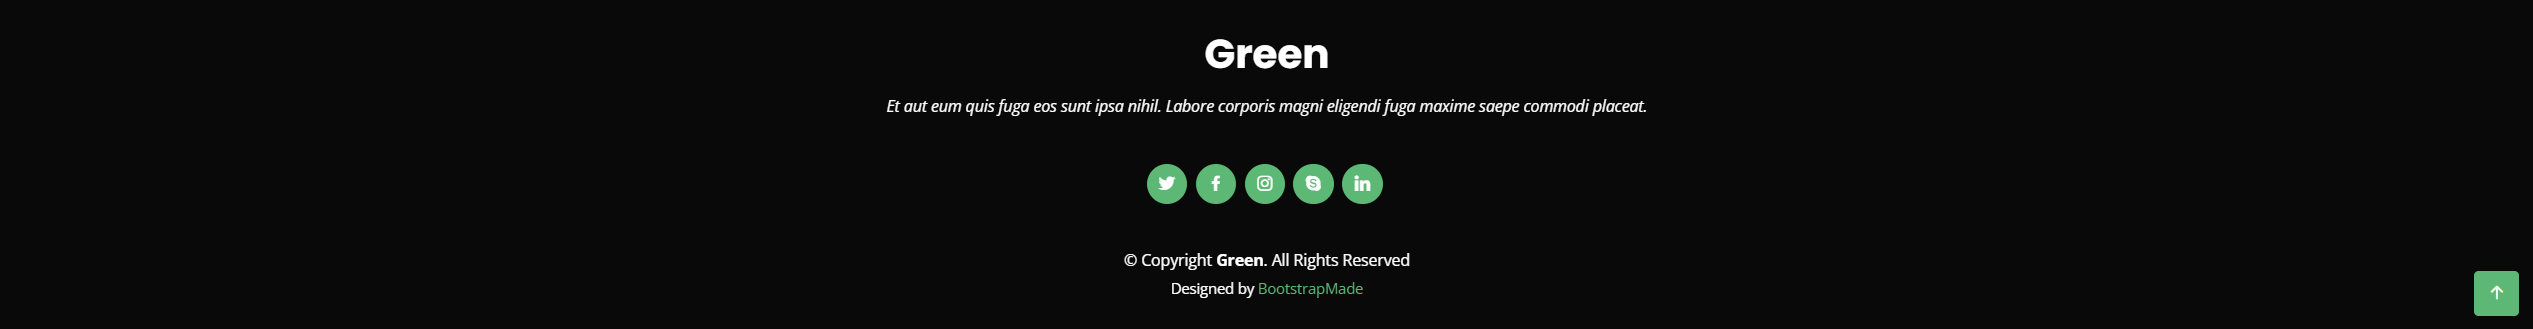 Green
Et aut eum quis fuga eos sunt ipsa nihil. Labore corporis magni eligendi fuga maxime saepe commodi placeat.
© Copyright Green. All Rights Reserved
Designed by BootstrapMade